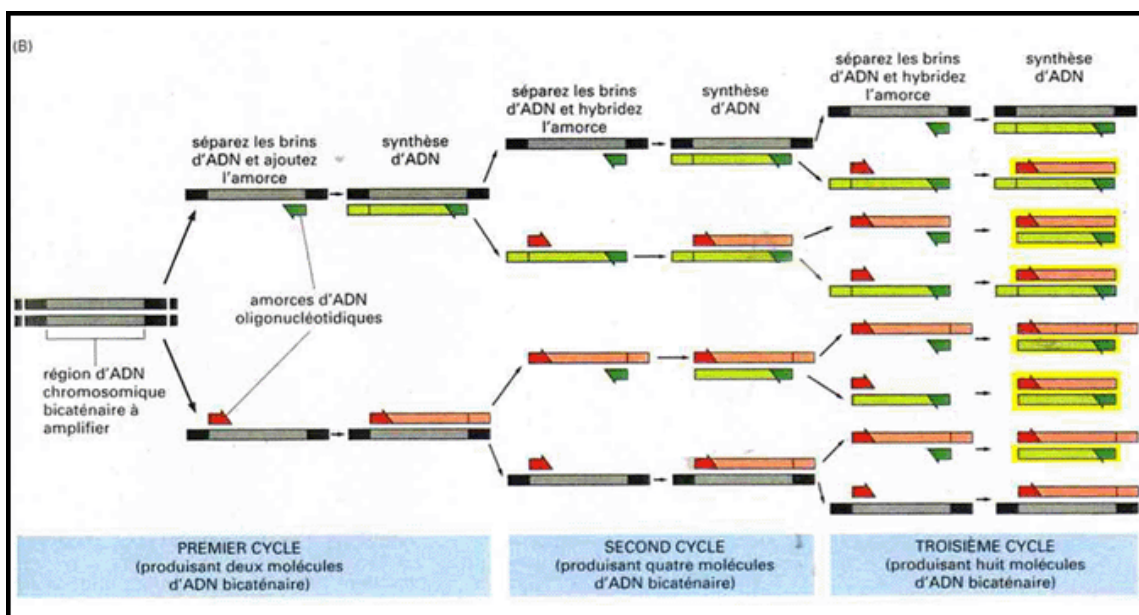 (B)
séparez les brins
d'ADN et ajoutez
l'amorce
synthèse
d'ADN
séparez les brins
d'ADN et hybridez
l'amorce
synthèse
d'ADN
séparez les brins
d'ADN et hybridez
l'amorce
synthèse
d'ADN
amorces d'ADN
oligonucléotidiques
région d'ADN
chromosomique
bicaténaire à
amplifier
PREMIER CYCLE
(produisant deux molécules
d'ADN bicaténaire)
SECOND CYCLE
(produisant quatre molécules
d'ADN bicaténaire)
TROISIÈME CYCLE
(produisant huit molécules
d'ADN bicaténaire)